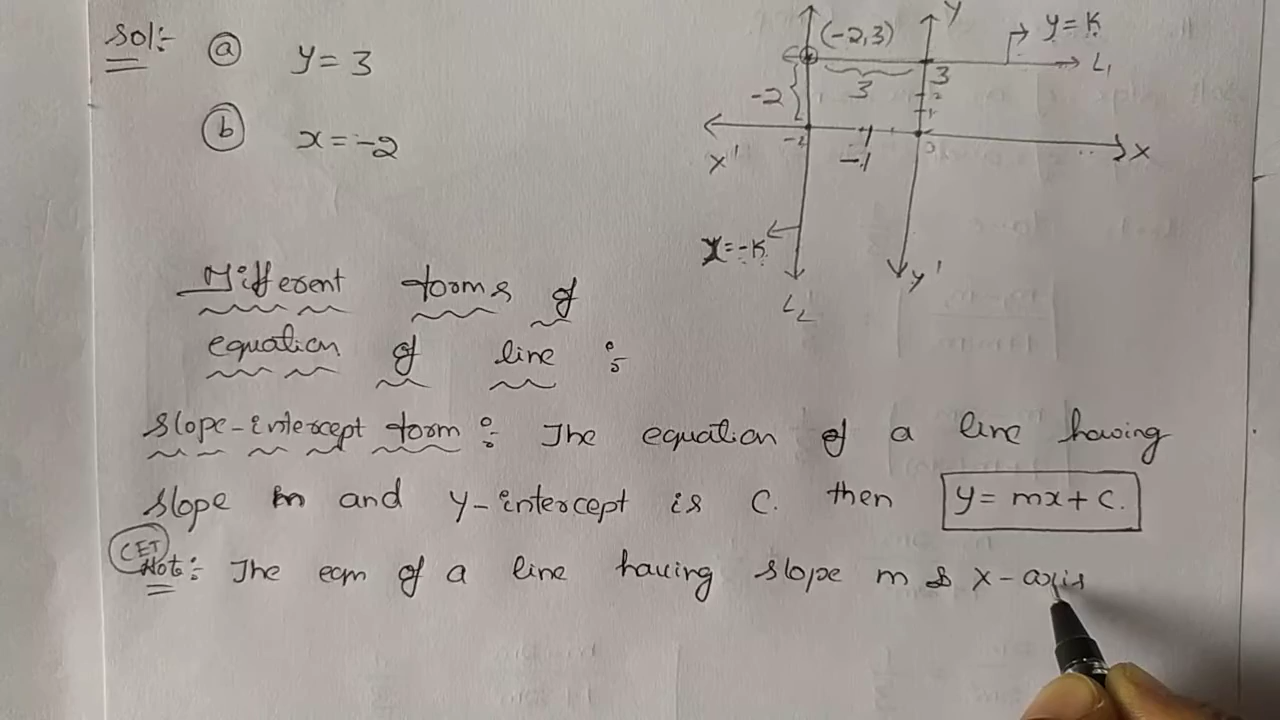 Sol:-
(a) y = 3
(b) x = -2
(-2,3)
Y
y = K
L₁
3
2
1
3
-2
X'
-2
-1
0
X
x = -K
Y'
L₂
Different forms of
equation of line :
Slope-intercept form : The equation of a line having
slope m and y-intercept is C. then y = mx + c.
CET
Note:- The eqn of a line having slope m & x-axis